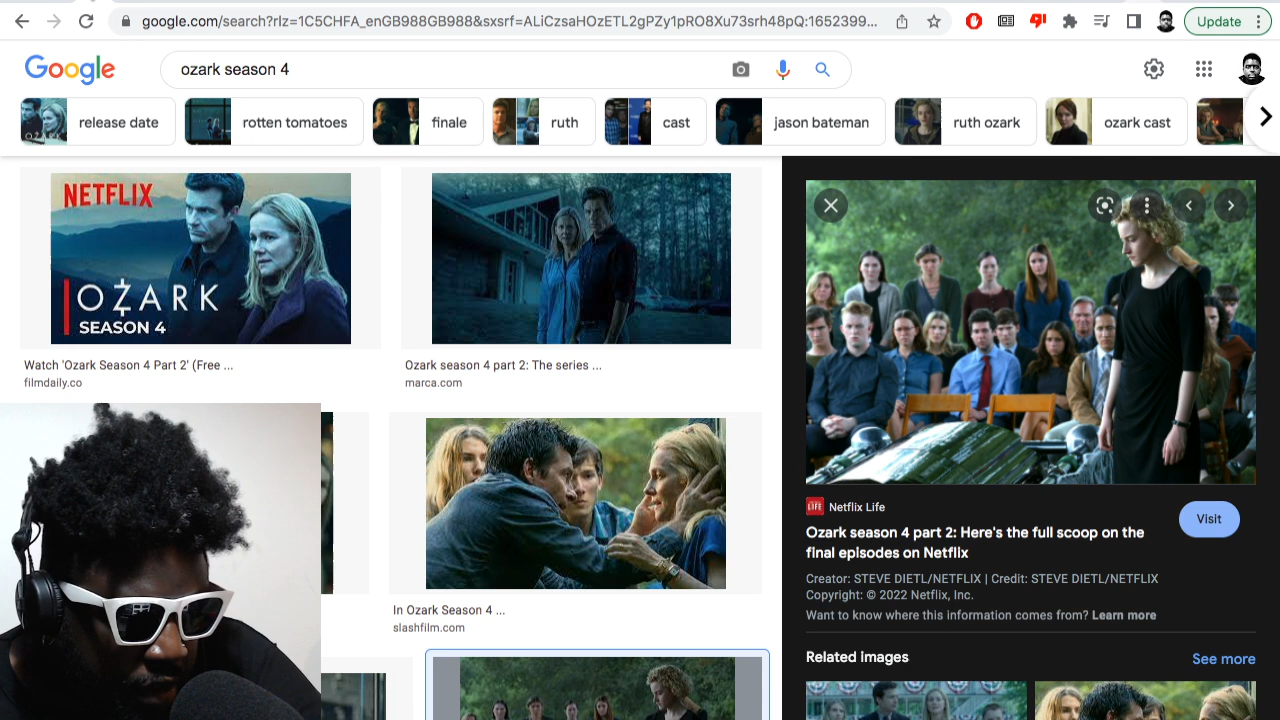 google.com/search?rlz=1C5CHFA_enGB988GB988&sxsrf=ALiCzsaHOzETL2gPZy1pRO8Xu73srh48pQ:1652399...
Update
Google
ozark season 4
release date
rotten tomatoes
finale
ruth
cast
jason bateman
ruth ozark
ozark cast
NETFLIX
OZARK
SEASON 4
Watch 'Ozark Season 4 Part 2' (Free ...
filmdaily.co
Ozark season 4 part 2: The series ...
marca.com
In Ozark Season 4 ...
slashfilm.com
Netflix Life
Visit
Ozark season 4 part 2: Here's the full scoop on the
final episodes on Netflix
Creator: STEVE DIETL/NETFLIX | Credit: STEVE DIETL/NETFLIX
Copyright: © 2022 Netflix, Inc.
Want to know where this information comes from? Learn more
Related images
See more